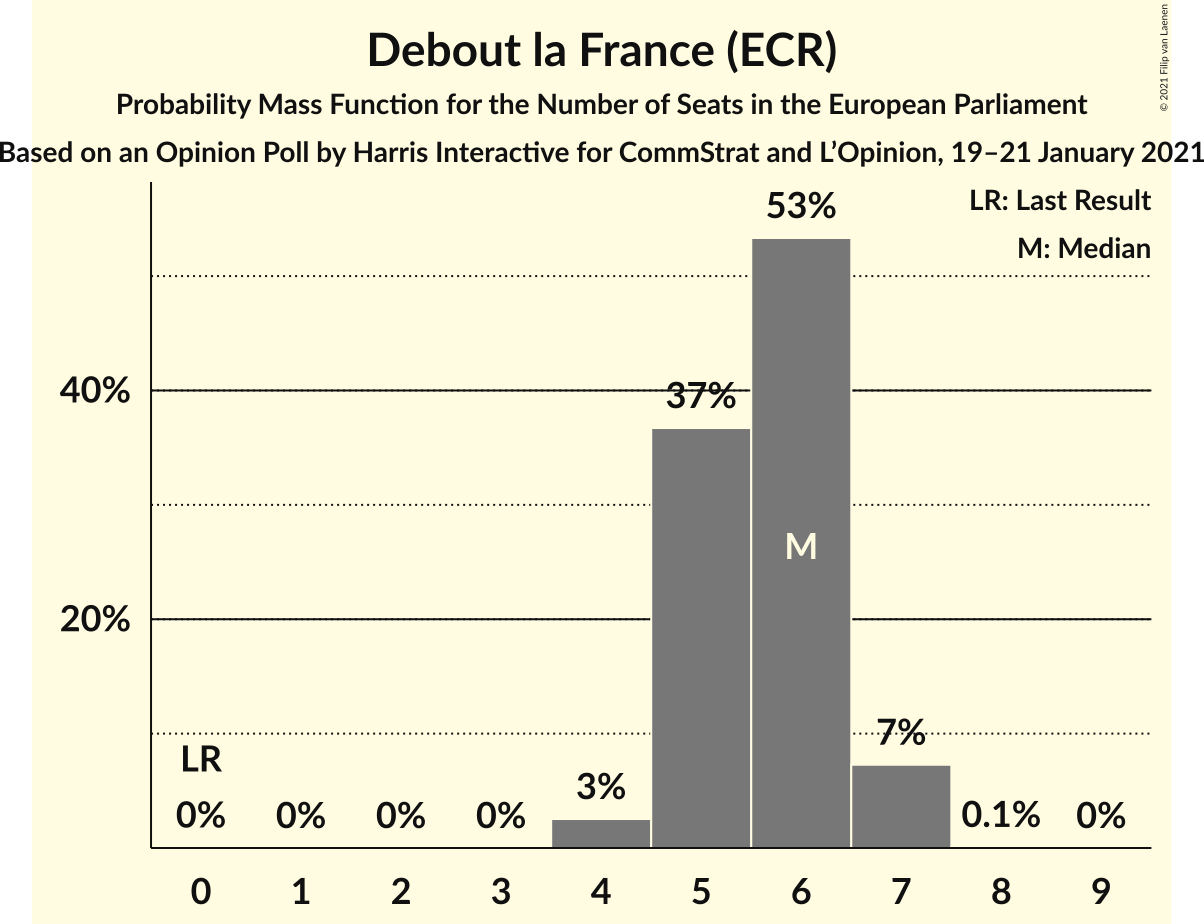 Debout la France (ECR)
Probability Mass Function for the Number of Seats in the European Parliament
Based on an Opinion Poll by Harris Interactive for CommStrat and L’Opinion, 19–21 January 2021
© 2021 Filip van Laenen
LR: Last Result
M: Median
53%
40%
37%
M
20%
7%
LR
3%
0% 0% 0% 0% 0.1% 0%
0 1 2 3 4 5 6 7 8 9